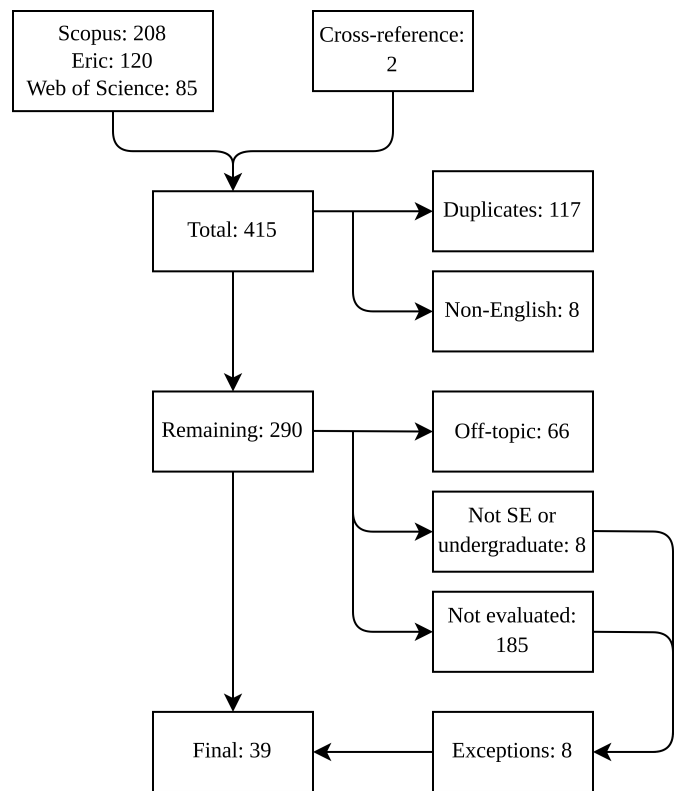 Scopus: 208
Eric: 120
Web of Science: 85
Cross-reference:
2
Total: 415
Duplicates: 117
Non-English: 8
Remaining: 290
Off-topic: 66
Not SE or
undergraduate: 8
Not evaluated:
185
Final: 39
Exceptions: 8